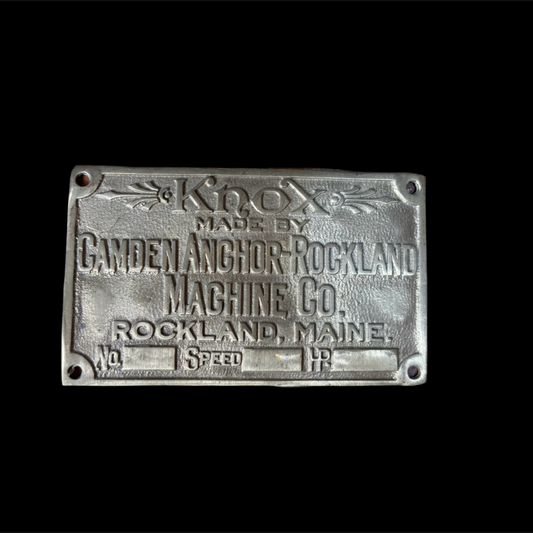 Knox
MADE BY
CAMDEN ANCHOR-ROCKLAND
MACHINE CO.
ROCKLAND, MAINE.
No. SPEED HP.